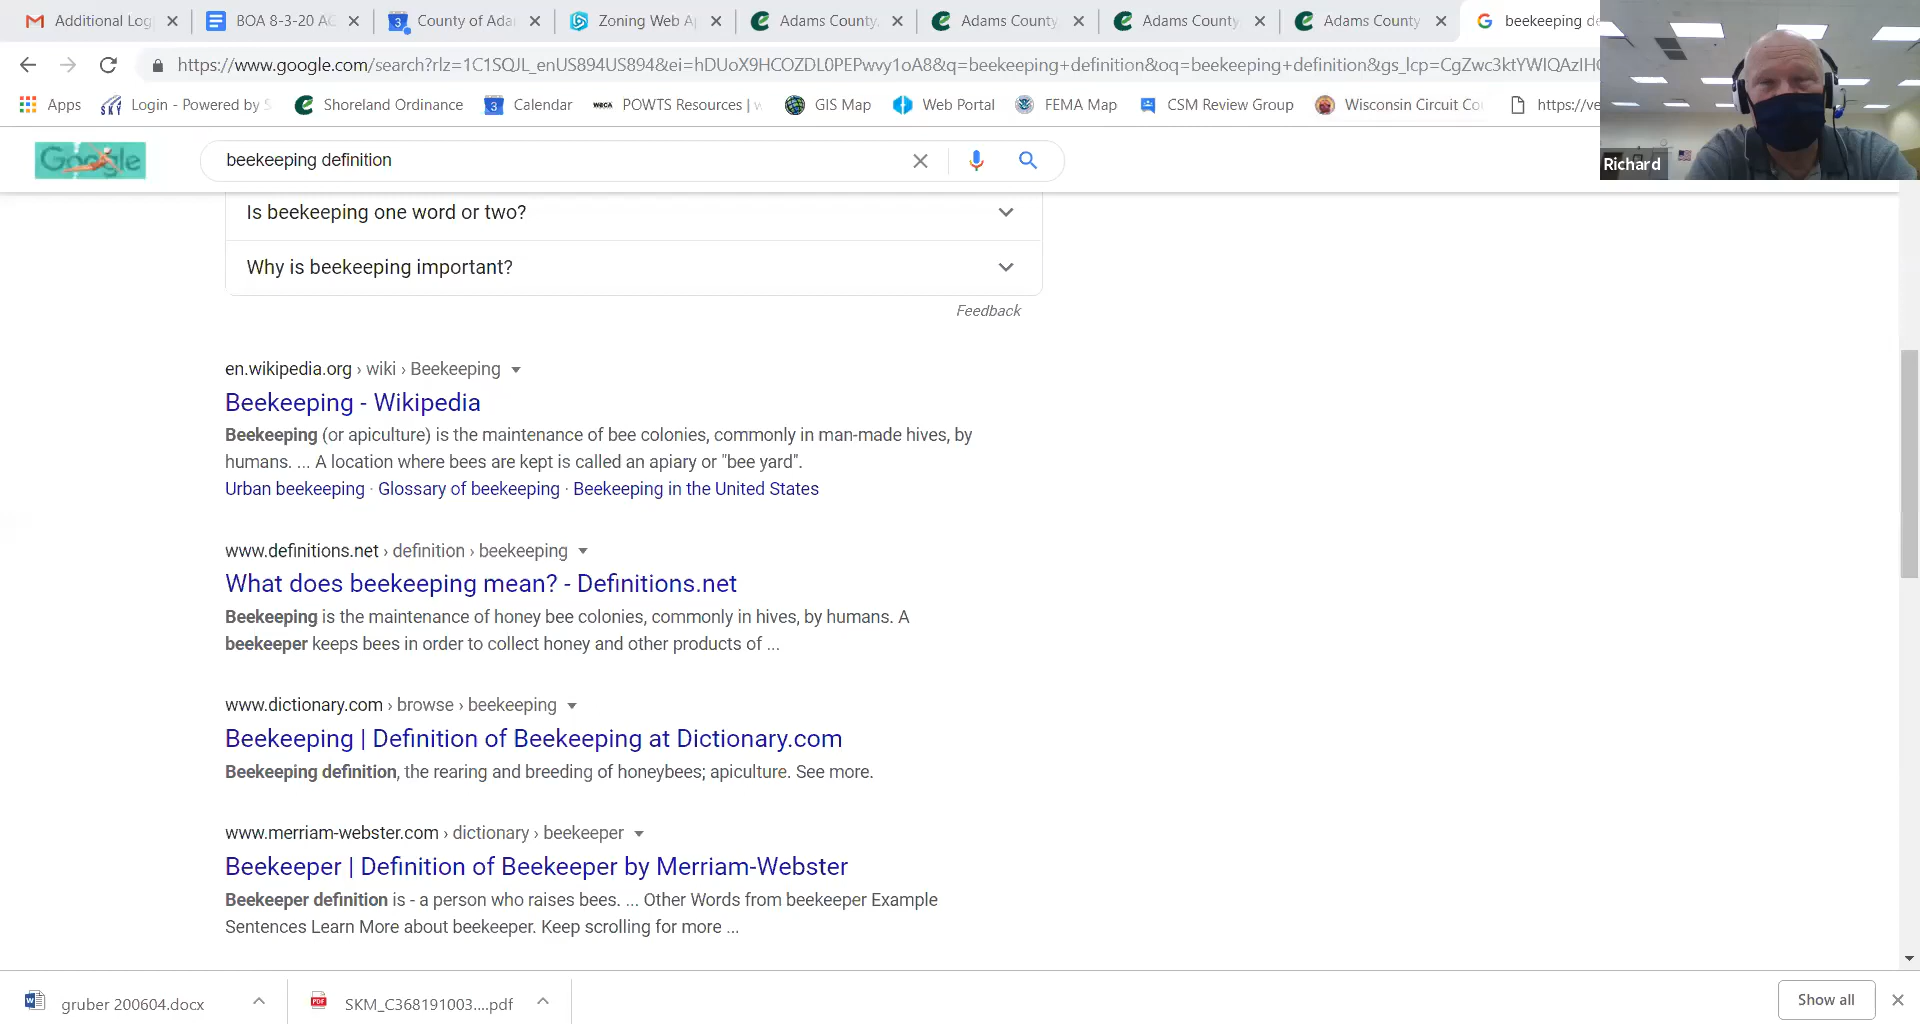 Additional Log
BOA 8-3-20 AG
County of Adam
Zoning Web Ap
Adams County,
Adams County
Adams County
Adams County
beekeeping de
https://www.google.com/search?rlz=1C1SQJL_enUS894US894&ei=hDUoX9HCOZDL0PEPwvy1oA8&q=beekeeping+definition&oq=beekeeping+definition&gs_lcp=CgZwc3ktYWIQAzIHC
Apps
Login - Powered by S
Shoreland Ordinance
3
Calendar
WECA
POWTS Resources | w
GIS Map
Web Portal
FEMA Map
CSM Review Group
Wisconsin Circuit Co
https://ve
Richard
Google
beekeeping definition
Is beekeeping one word or two?
Why is beekeeping important?
Feedback
en.wikipedia.org › wiki › Beekeeping
Beekeeping - Wikipedia
Beekeeping (or apiculture) is the maintenance of bee colonies, commonly in man-made hives, by
humans. ... A location where bees are kept is called an apiary or "bee yard".
Urban beekeeping · Glossary of beekeeping · Beekeeping in the United States
www.definitions.net › definition › beekeeping
What does beekeeping mean? - Definitions.net
Beekeeping is the maintenance of honey bee colonies, commonly in hives, by humans. A
beekeeper keeps bees in order to collect honey and other products of ...
www.dictionary.com › browse › beekeeping
Beekeeping | Definition of Beekeeping at Dictionary.com
Beekeeping definition, the rearing and breeding of honeybees; apiculture. See more.
www.merriam-webster.com › dictionary › beekeeper
Beekeeper | Definition of Beekeeper by Merriam-Webster
Beekeeper definition is - a person who raises bees. ... Other Words from beekeeper Example
Sentences Learn More about beekeeper. Keep scrolling for more ...
gruber 200604.docx
PDF
SKM_C368191003....pdf
Show all